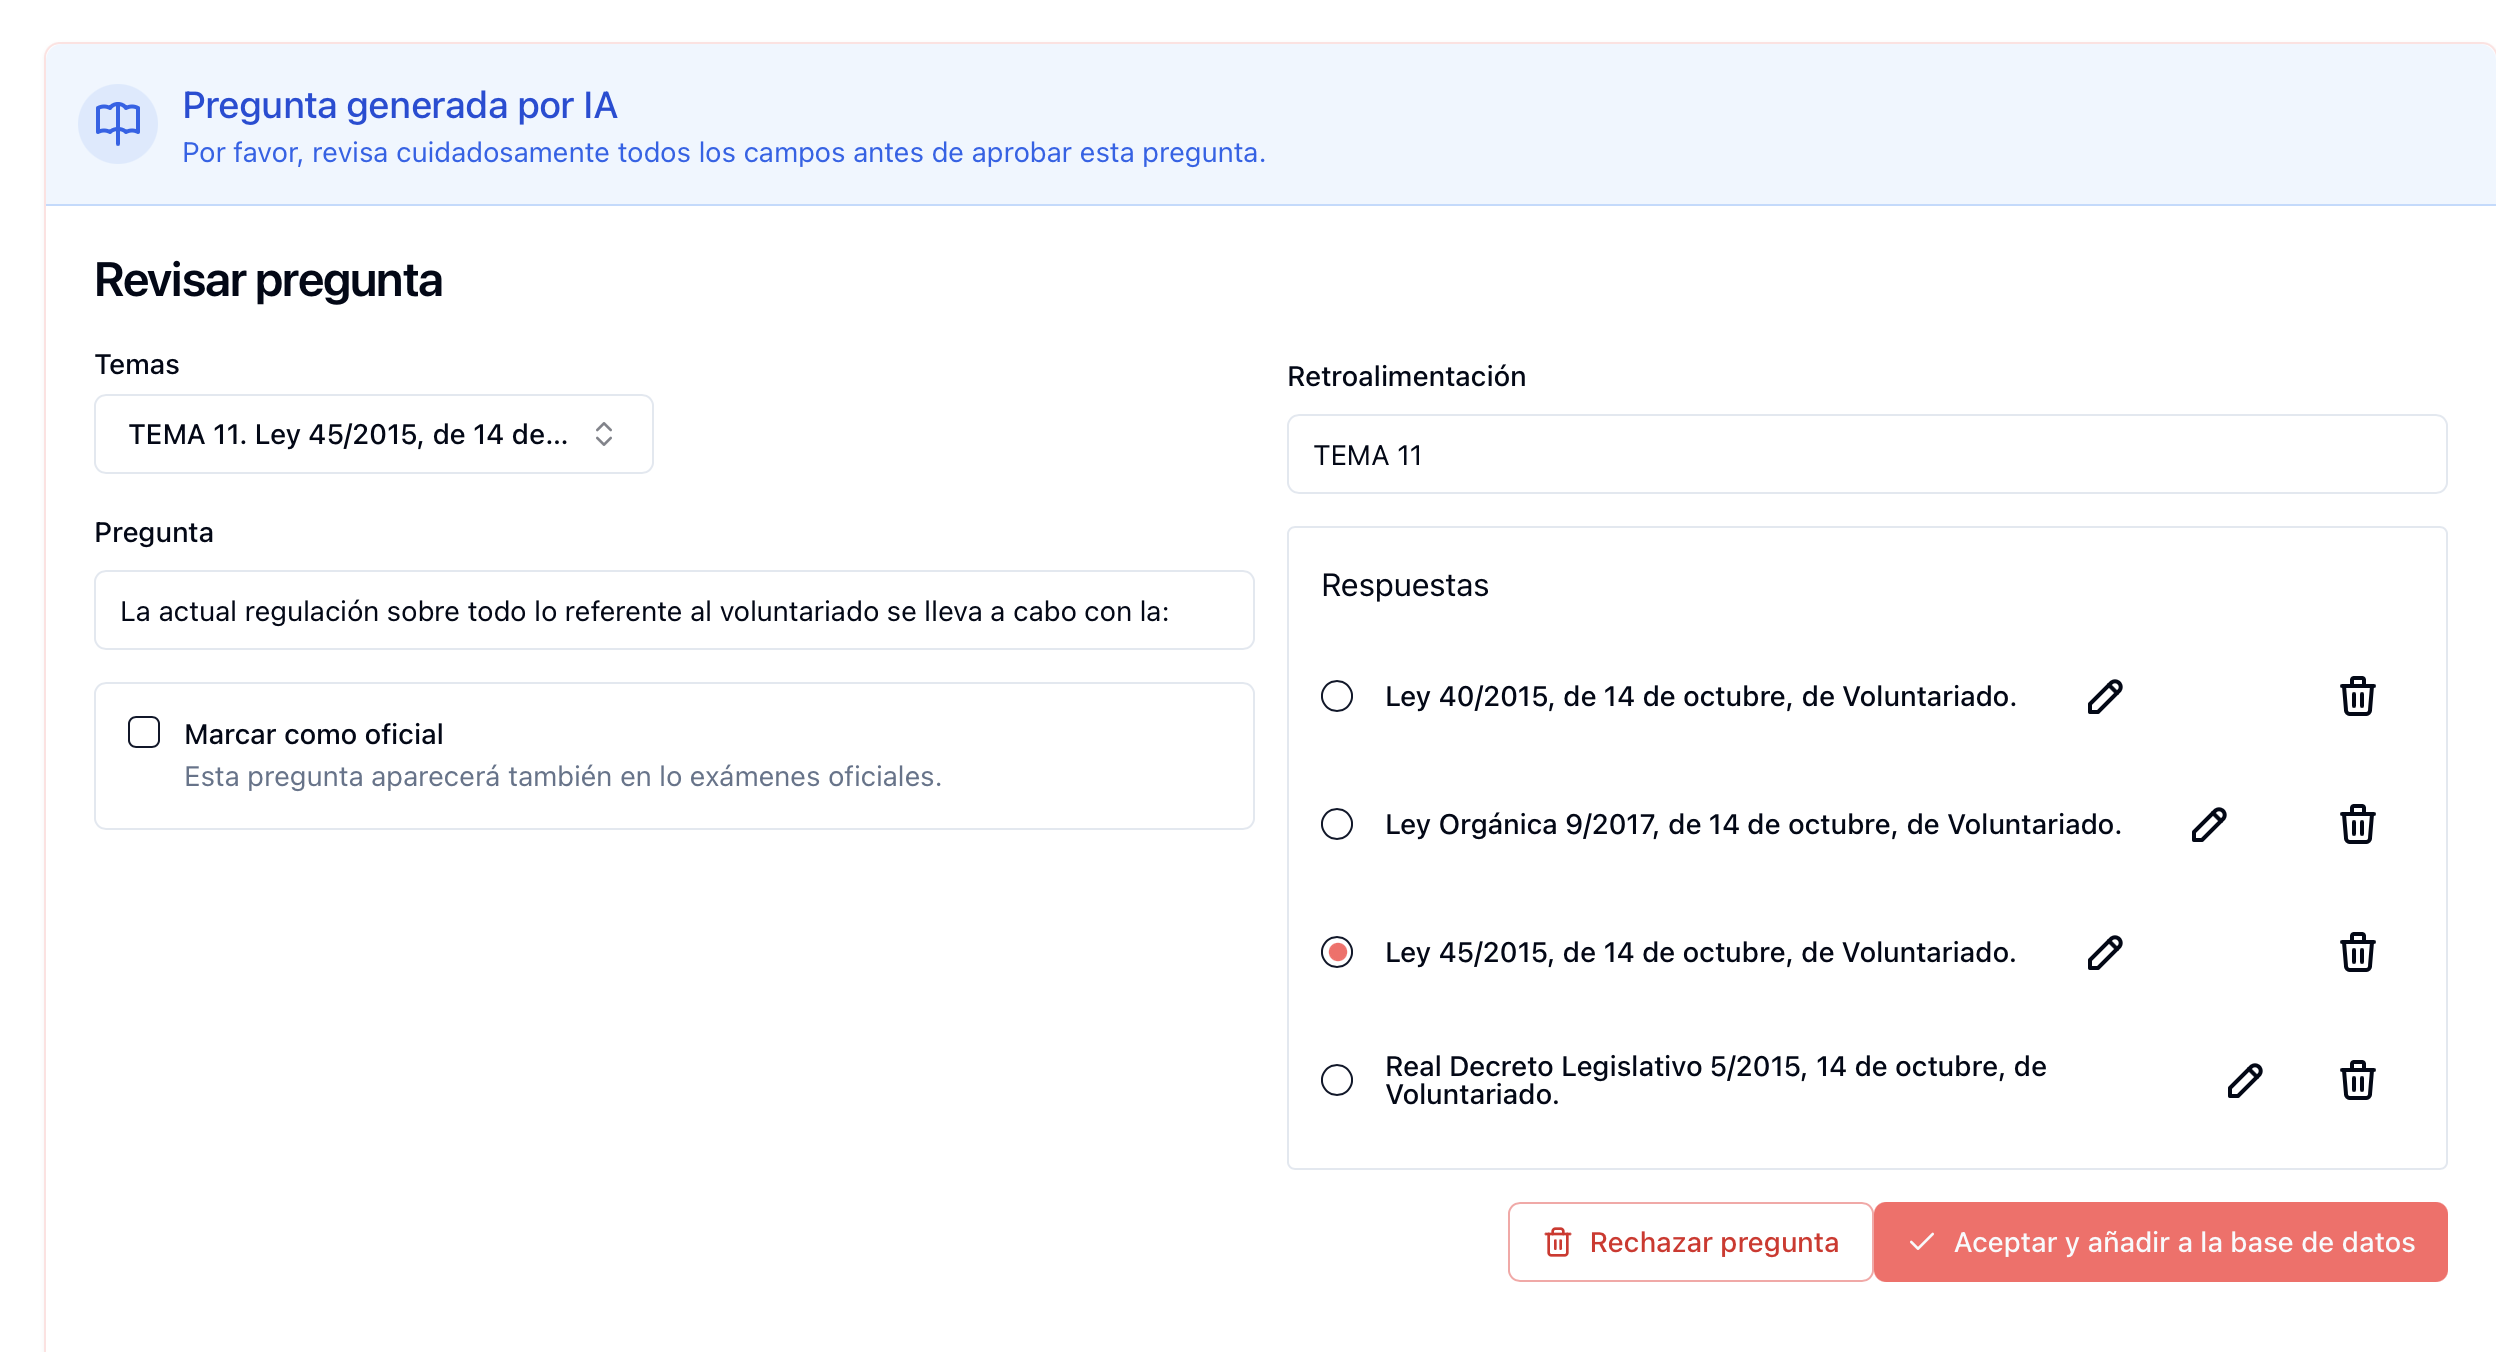 Pregunta generada por IA
Por favor, revisa cuidadosamente todos los campos antes de aprobar esta pregunta.
Revisar pregunta
Temas
TEMA 11. Ley 45/2015, de 14 de...
Pregunta
La actual regulación sobre todo lo referente al voluntariado se lleva a cabo con la:
Marcar como oficial
Esta pregunta aparecerá también en lo exámenes oficiales.
Retroalimentación
TEMA 11
Respuestas
Ley 40/2015, de 14 de octubre, de Voluntariado.
Ley Orgánica 9/2017, de 14 de octubre, de Voluntariado.
Ley 45/2015, de 14 de octubre, de Voluntariado.
Real Decreto Legislativo 5/2015, 14 de octubre, de
Voluntariado.
Rechazar pregunta
Aceptar y añadir a la base de datos